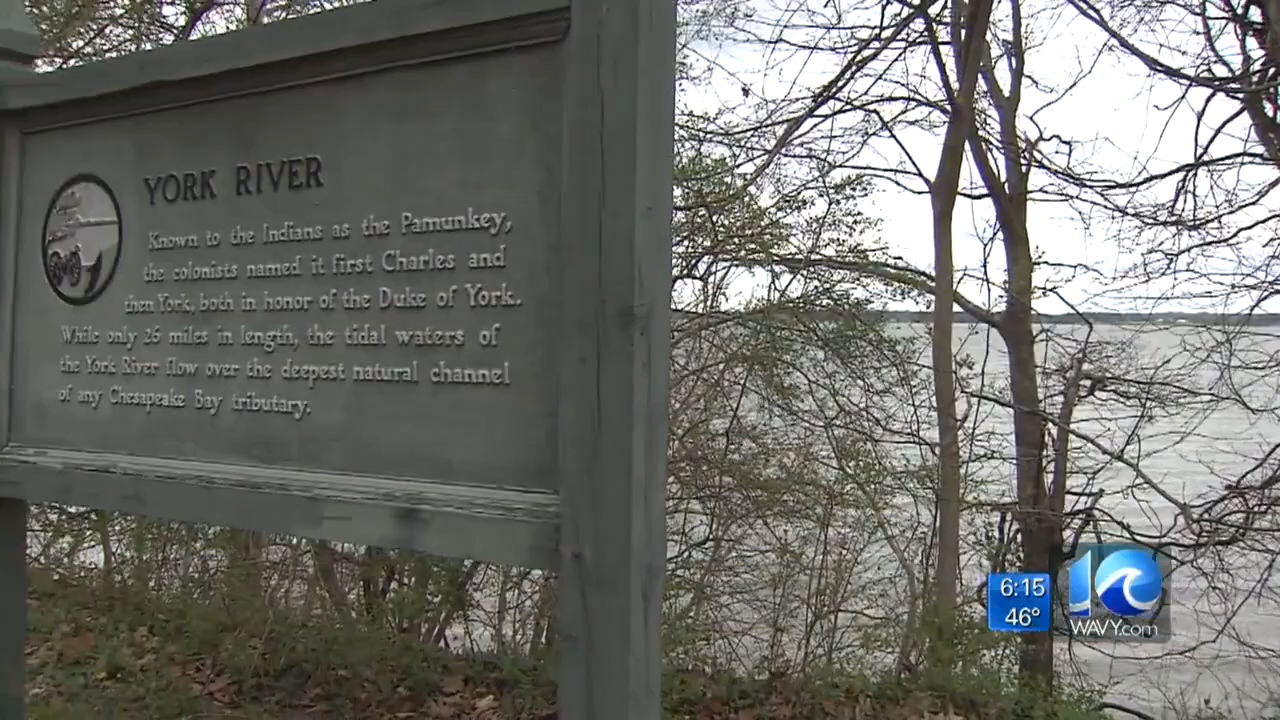 YORK RIVER
Known to the Indians as the Pamunkey,
the colonists named it first Charles and
then York, both in honor of the Duke of York.
While only 26 miles in length, the tidal waters of
the York River flow over the deepest natural channel
of any Chesapeake Bay tributary.
6:15
46°
10
WAVY.com